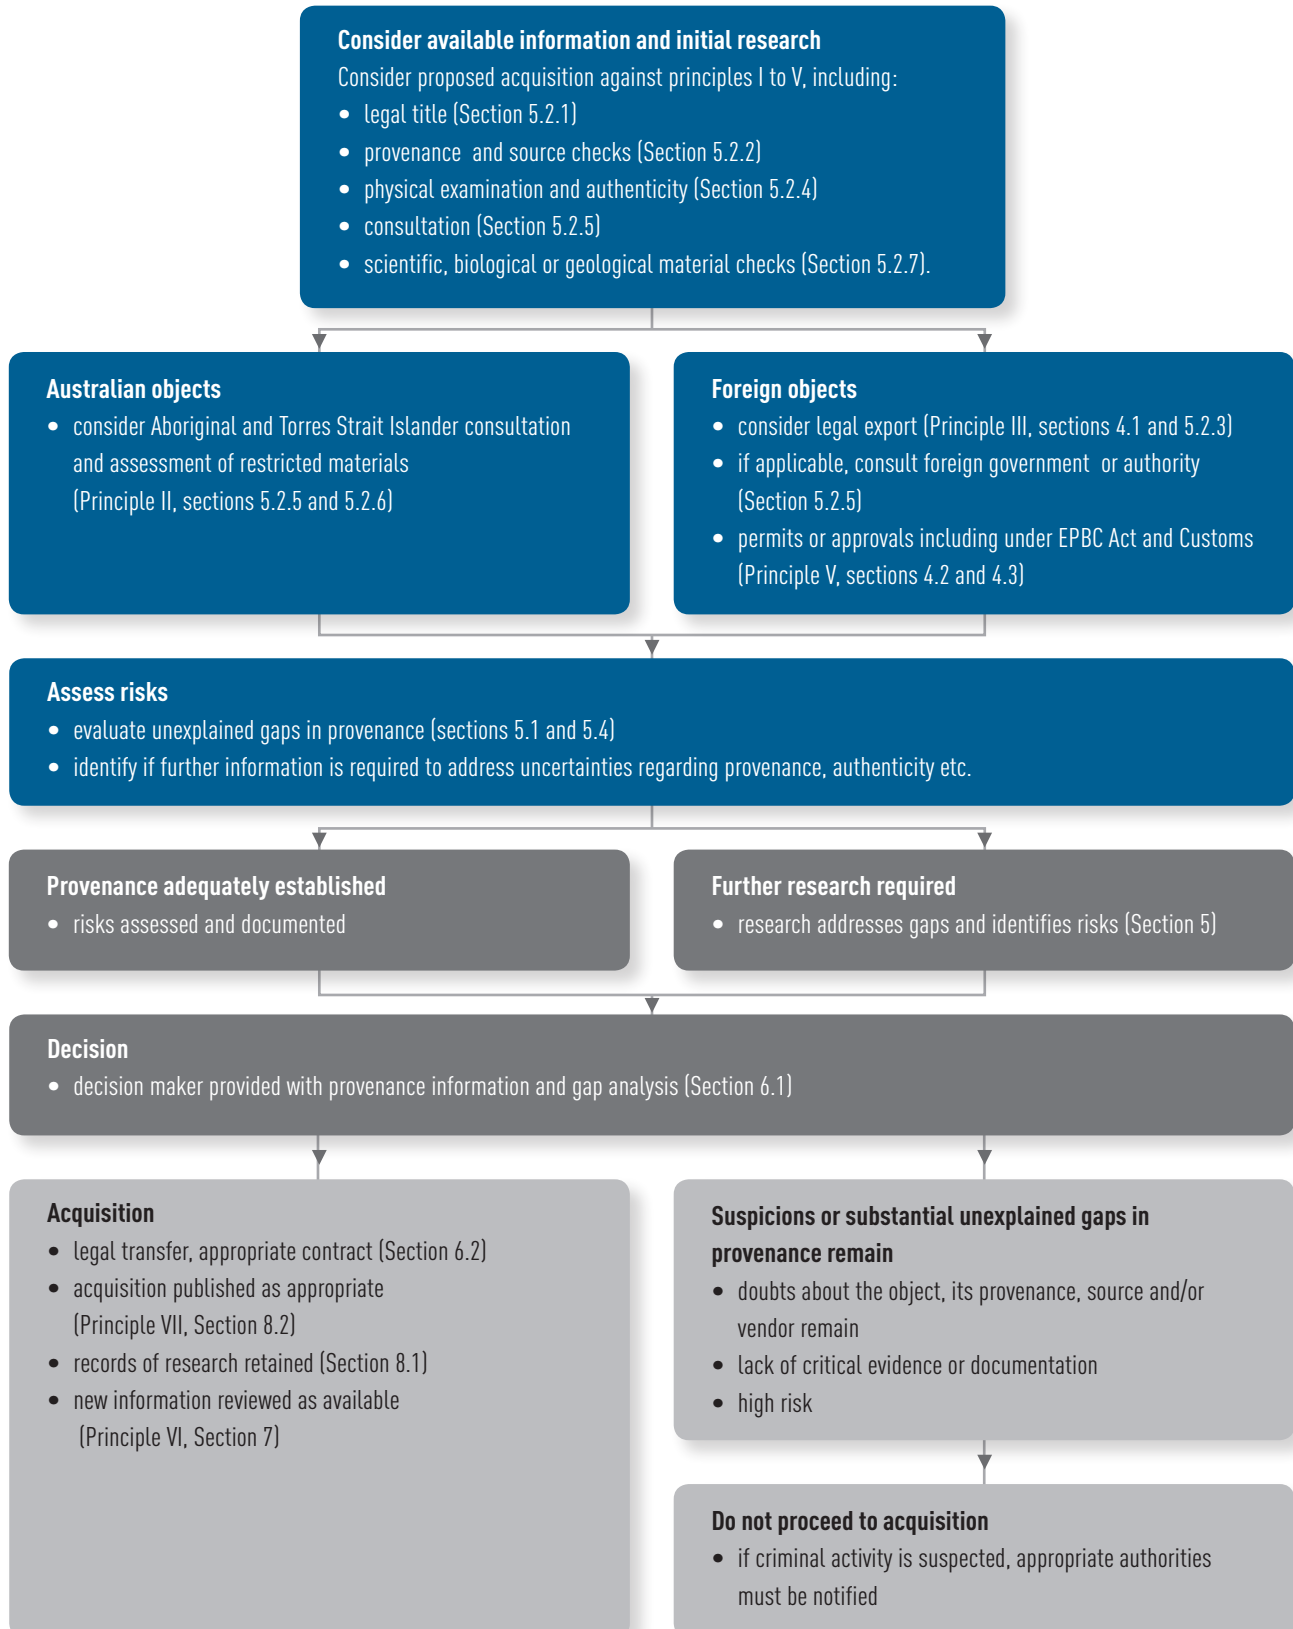 Consider available information and initial research
Consider proposed acquisition against principles I to V, including:
• legal title (Section 5.2.1)
• provenance and source checks (Section 5.2.2)
• physical examination and authenticity (Section 5.2.4)
• consultation (Section 5.2.5)
• scientific, biological or geological material checks (Section 5.2.7).
Australian objects
• consider Aboriginal and Torres Strait Islander consultation
and assessment of restricted materials
(Principle II, sections 5.2.5 and 5.2.6)
Foreign objects
• consider legal export (Principle III, sections 4.1 and 5.2.3)
• if applicable, consult foreign government or authority
(Section 5.2.5)
• permits or approvals including under EPBC Act and Customs
(Principle V, sections 4.2 and 4.3)
Assess risks
• evaluate unexplained gaps in provenance (sections 5.1 and 5.4)
• identify if further information is required to address uncertainties regarding provenance, authenticity etc.
Provenance adequately established
• risks assessed and documented
Further research required
• research addresses gaps and identifies risks (Section 5)
Decision
• decision maker provided with provenance information and gap analysis (Section 6.1)
Acquisition
• legal transfer, appropriate contract (Section 6.2)
• acquisition published as appropriate
(Principle VII, Section 8.2)
• records of research retained (Section 8.1)
• new information reviewed as available
(Principle VI, Section 7)
Suspicions or substantial unexplained gaps in
provenance remain
• doubts about the object, its provenance, source and/or
vendor remain
• lack of critical evidence or documentation
• high risk
Do not proceed to acquisition
• if criminal activity is suspected, appropriate authorities
must be notified